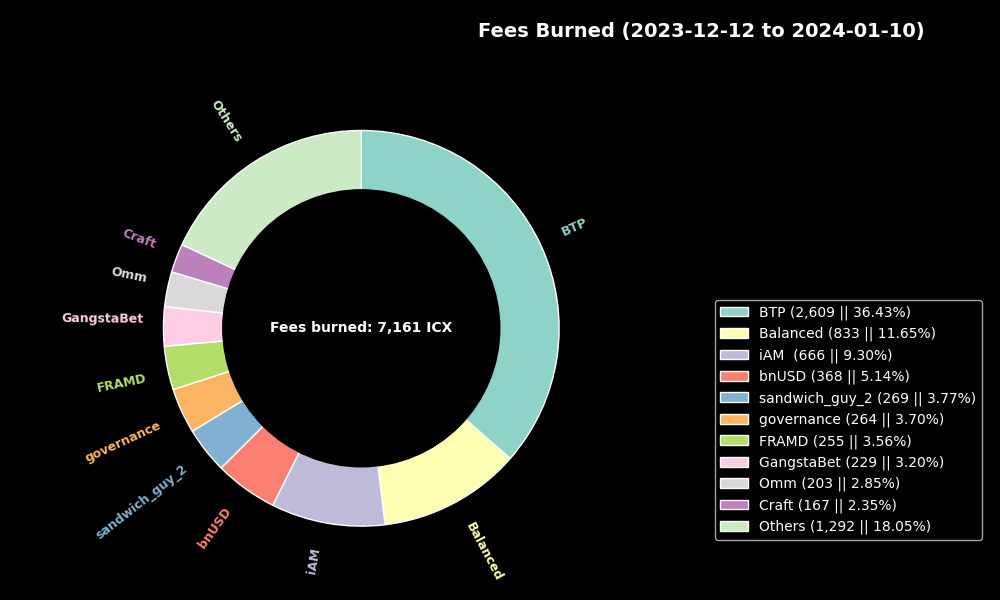 Fees Burned (2023-12-12 to 2024-01-10)
Others
BTP
Craft
Omm
GangstaBet
Fees burned: 7,161 ICX
FRAMD
governance
sandwich_guy_2
bnUSD
iAM
Balanced
BTP (2,609 || 36.43%)
Balanced (833 || 11.65%)
iAM  (666 || 9.30%)
bnUSD (368 || 5.14%)
sandwich_guy_2 (269 || 3.77%)
governance (264 || 3.70%)
FRAMD (255 || 3.56%)
GangstaBet (229 || 3.20%)
Omm (203 || 2.85%)
Craft (167 || 2.35%)
Others (1,292 || 18.05%)